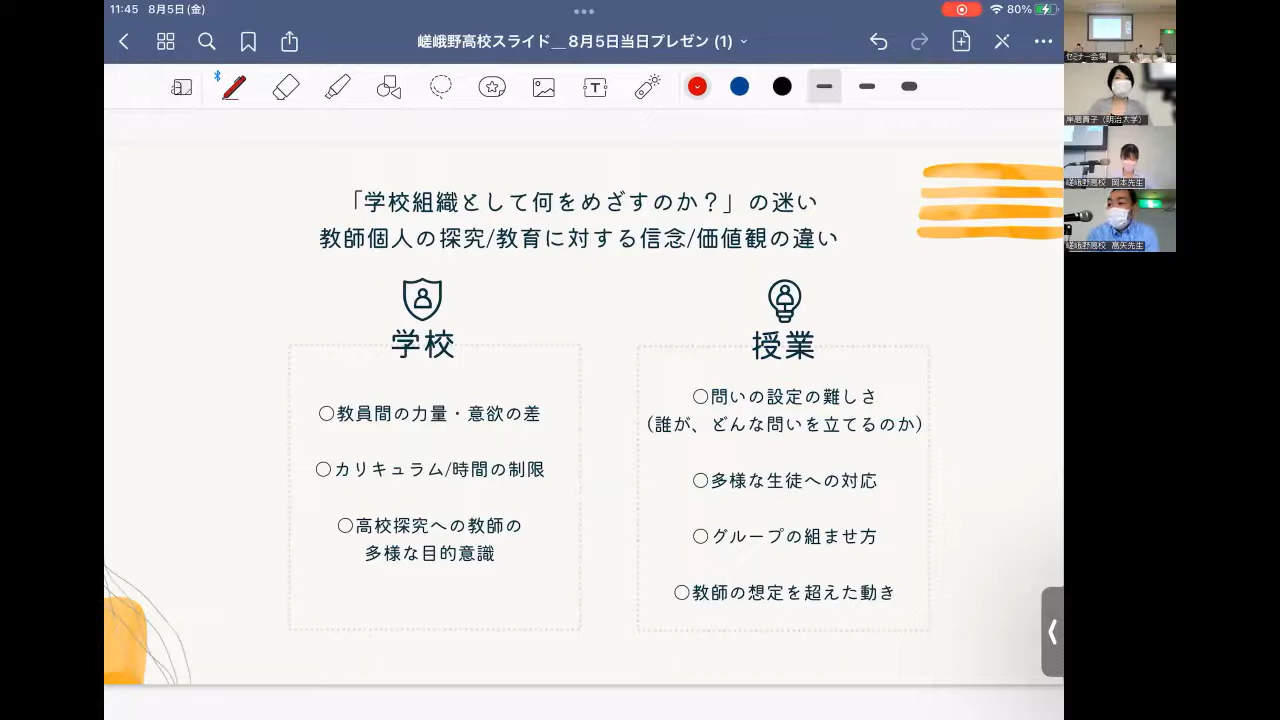 11:45 8月5日(金)
80%
嵯峨野高校スライド__8月5日当日プレゼン (1)
T
「学校組織として何をめざすのか？」の迷い
教師個人の探究/教育に対する信念/価値観の違い
学校
○教員間の力量・意欲の差
○カリキュラム/時間の制限
○高校探究への教師の
多様な目的意識
授業
○問いの設定の難しさ
（誰が、どんな問いを立てるのか）
○多様な生徒への対応
○グループの組ませ方
○教師の想定を超えた動き
セミナー会場
岸磨貴子（明治大学）
嵯峨野高校 岡本先生
嵯峨野高校 髙矢先生